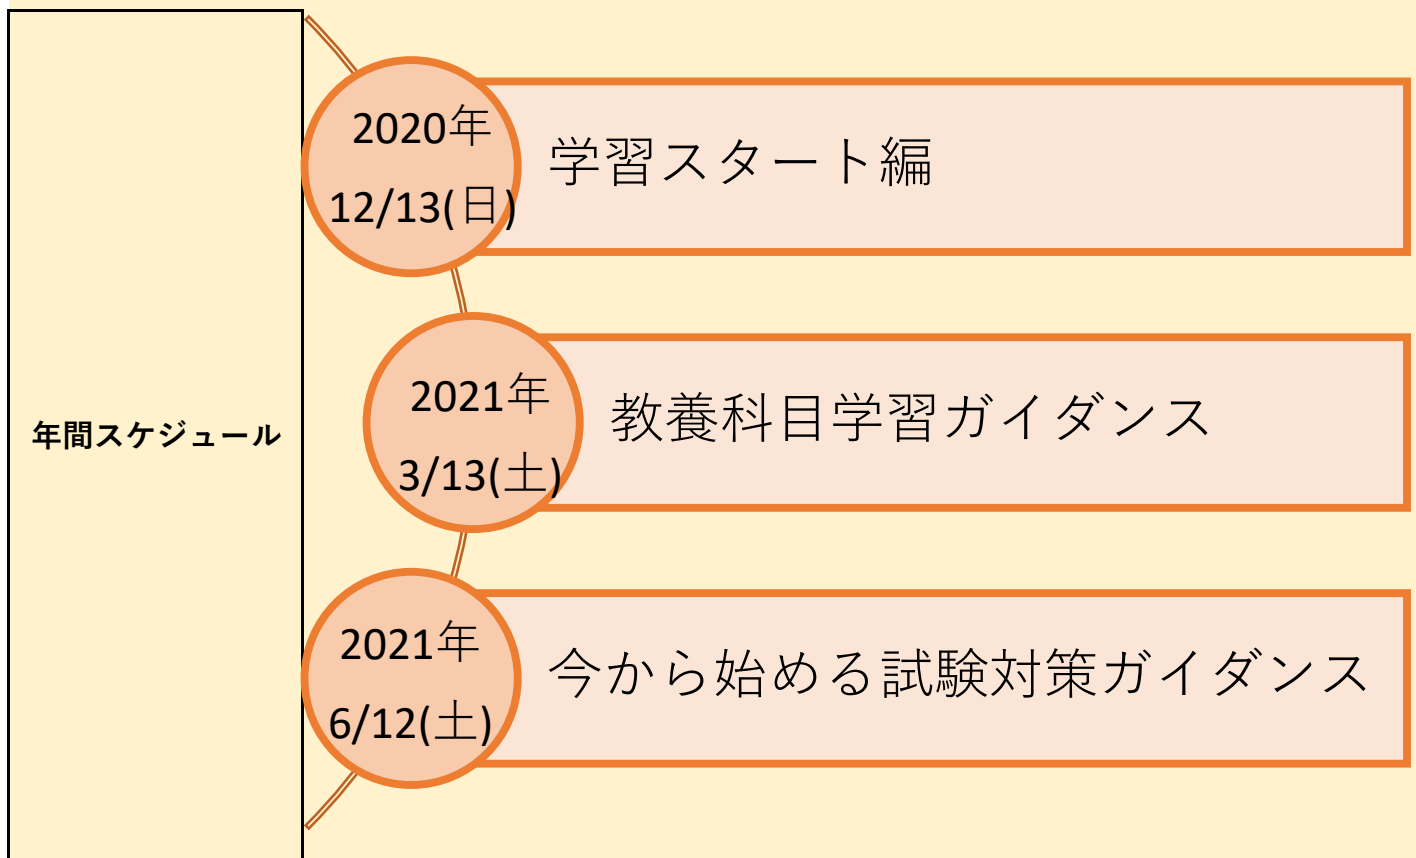 年間スケジュール
2020年
12/13(日)
学習スタート編
2021年
3/13(土)
教養科目学習ガイダンス
2021年
6/12(土)
今から始める試験対策ガイダンス